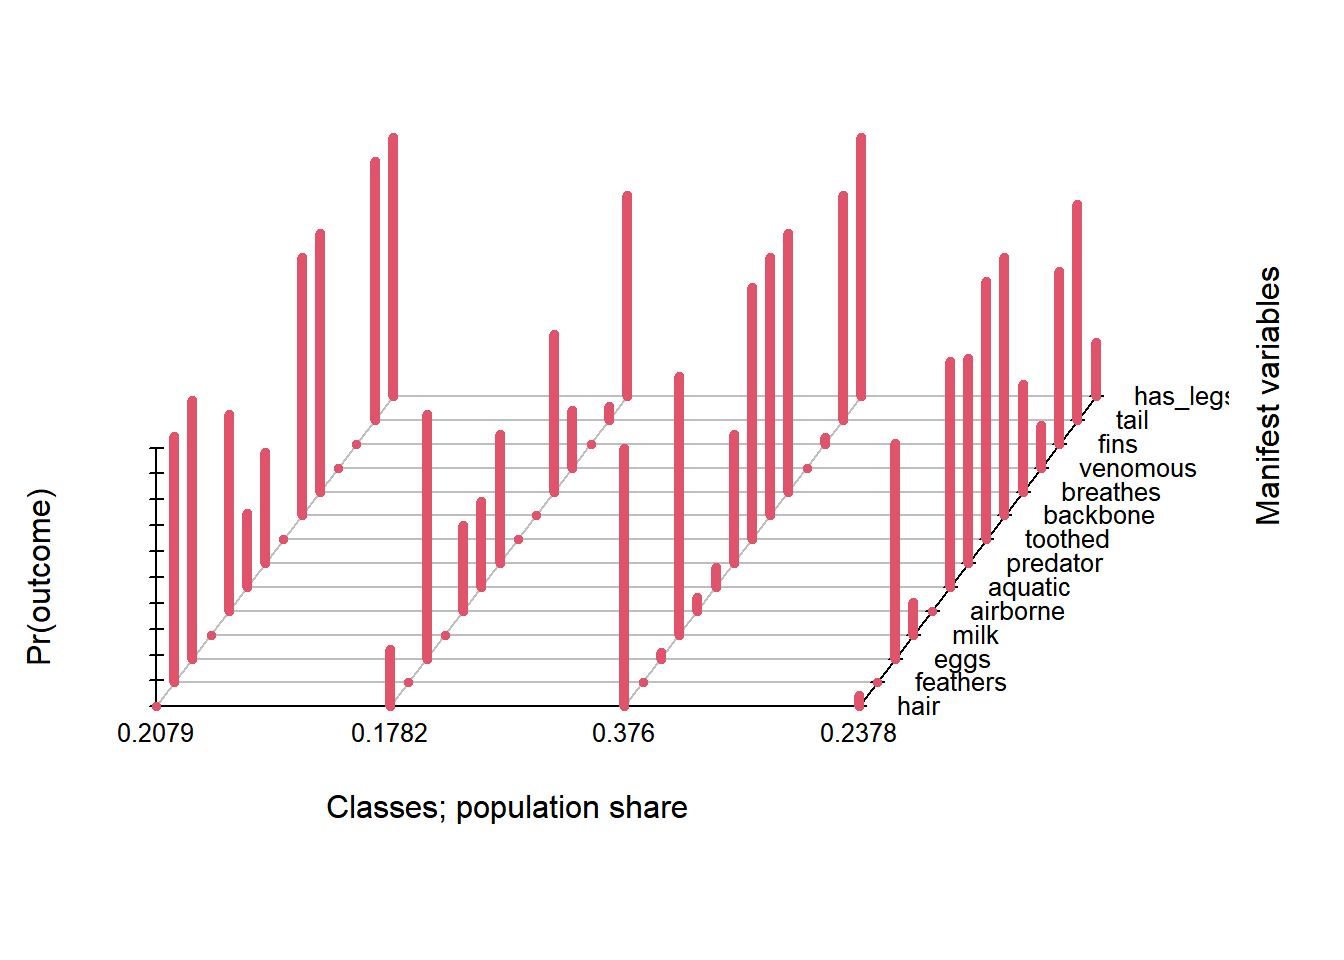 has_legs
tail
fins
venomous
breathes
backbone
toothed
predator
aquatic
airborne
milk
eggs
feathers
hair
0.2079 0.1782 0.376 0.2378
Classes; population share
Pr(outcome)
Manifest variables